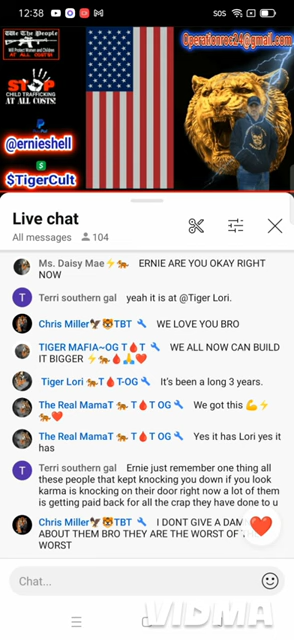 12:38
SOS
We The People
Will Protect Women and Children
AT ALL COSTS!
Operationroc24@gmail.com
STOP
CHILD TRAFFICKING
AT ALL COSTS!
@ernieshell
$TigerCult
Live chat
All messages 104
Ms. Daisy Mae⚡🐅 ERNIE ARE YOU OKAY RIGHT
NOW
T Terri southern gal yeah it is at @Tiger Lori.
Chris Miller🦅🐯TBT 🔧 WE LOVE YOU BRO
TIGER MAFIA~OG T🩸T 🔧 WE ALL NOW CAN BUILD
IT BIGGER ⚡🐅🩸🙏❤️
Tiger Lori 🐅T🩸T-OG🔧 It's been a long 3 years.
The Real MamaT 🐅T🩸T OG🔧 We got this 💪⚡
🐅❤️
The Real MamaT 🐅T🩸T OG🔧 Yes it has Lori yes it
has
T Terri southern gal Ernie just remember one thing all
these people that kept knocking you down if you look
karma is knocking on their door right now a lot of them
is getting paid back for all the crap they have done to u
Chris Miller🦅🐯TBT 🔧 I DONT GIVE A DAM
ABOUT THEM BRO THEY ARE THE WORST OF T
WORST
Chat...
VIDMA